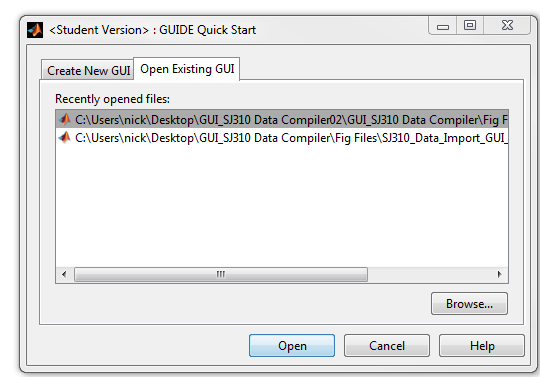 <Student Version> : GUIDE Quick Start
Create New GUI Open Existing GUI
Recently opened files:
C:\Users\nick\Desktop\GUI_SJ310 Data Compiler02\GUI_SJ310 Data Compiler\Fig F
C:\Users\nick\Desktop\GUI_SJ310 Data Compiler\Fig Files\SJ310_Data_Import_GUI_
Browse...
Open Cancel Help